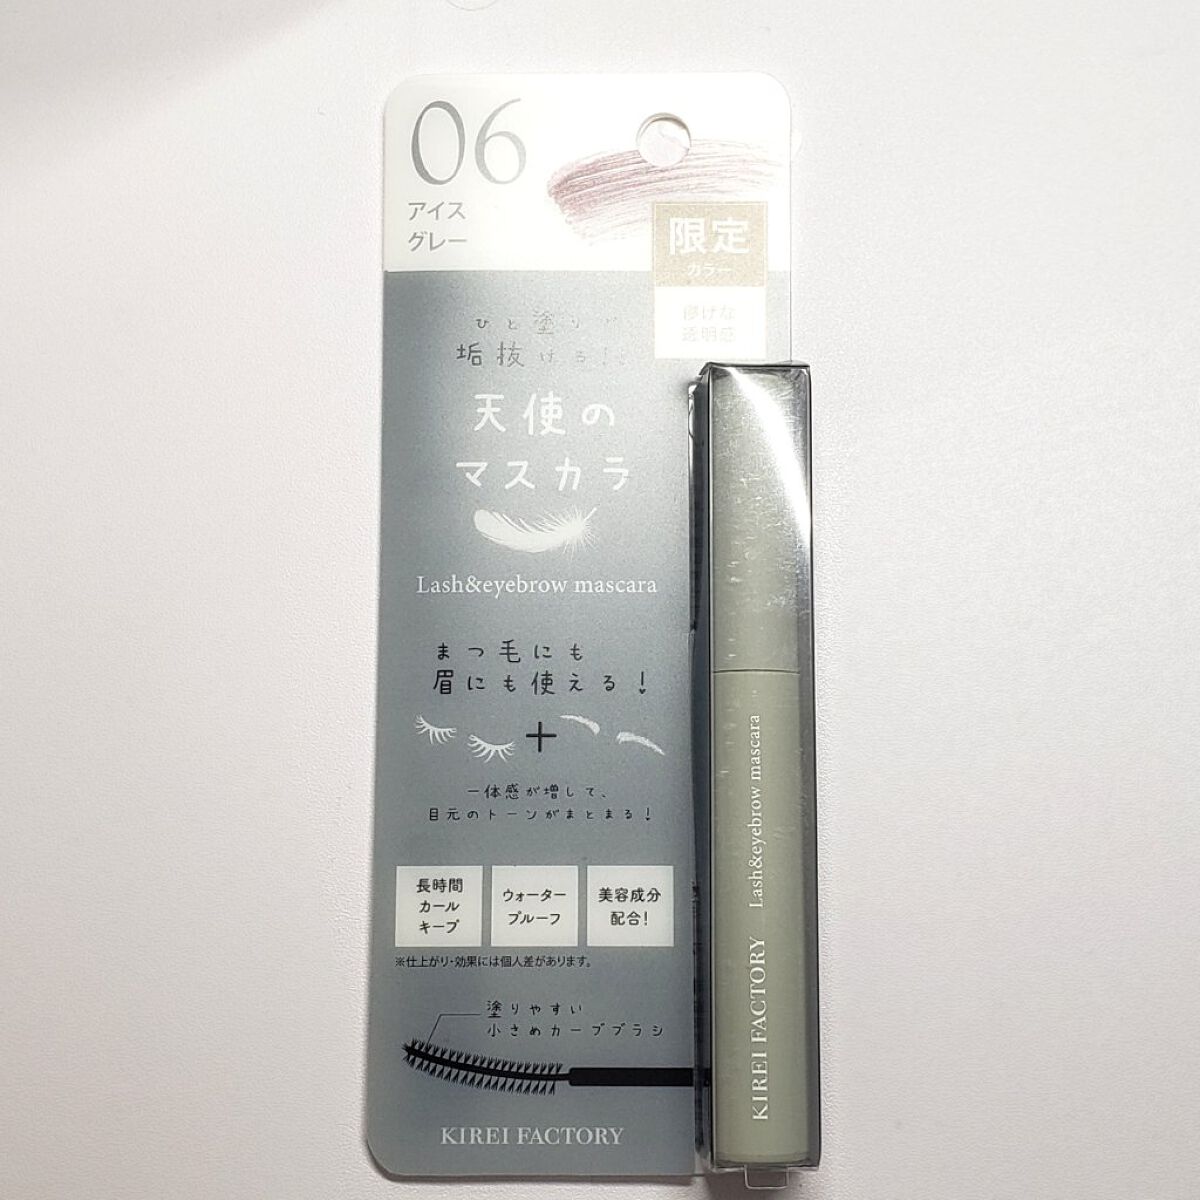 06
アイス
グレー
限定
カラー
儚げな
透明感
ひと塗りで
垢抜ける!
天使の
マスカラ
Lash&eyebrow mascara
まつ毛にも
眉にも使える!
+
一体感が増して、
目元のトーンがまとまる!
長時間
カール
キープ
ウォーター
プルーフ
美容成分
配合!
※仕上がり・効果には個人差があります。
塗りやすい
小さめカーブブラシ
KIREI FACTORY
KIREI FACTORY Lash&eyebrow mascara